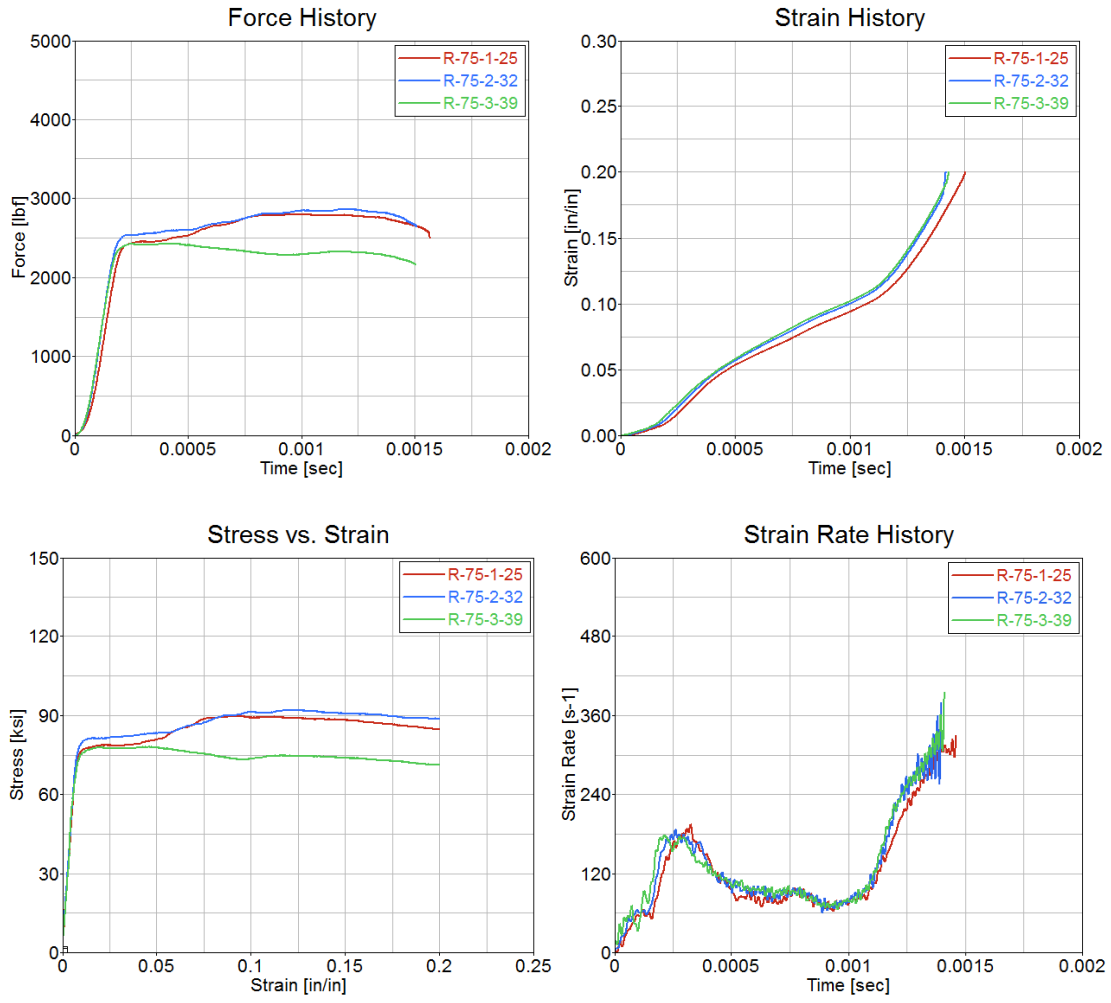 Force History
5000
4000
3000
2000
1000
0
Force [lbf]
R-75-1-25
R-75-2-32
R-75-3-39
0 0.0005 0.001 0.0015 0.002
Time [sec]
Strain History
0.30
0.25
0.20
0.15
0.10
0.05
0.00
Strain [in/in]
R-75-1-25
R-75-2-32
R-75-3-39
0 0.0005 0.001 0.0015 0.002
Time [sec]
Stress vs. Strain
150
120
90
60
30
0
Stress [ksi]
R-75-1-25
R-75-2-32
R-75-3-39
0 0.05 0.1 0.15 0.2 0.25
Strain [in/in]
Strain Rate History
600
480
360
240
120
0
Strain Rate [s-1]
R-75-1-25
R-75-2-32
R-75-3-39
0 0.0005 0.001 0.0015 0.002
Time [sec]